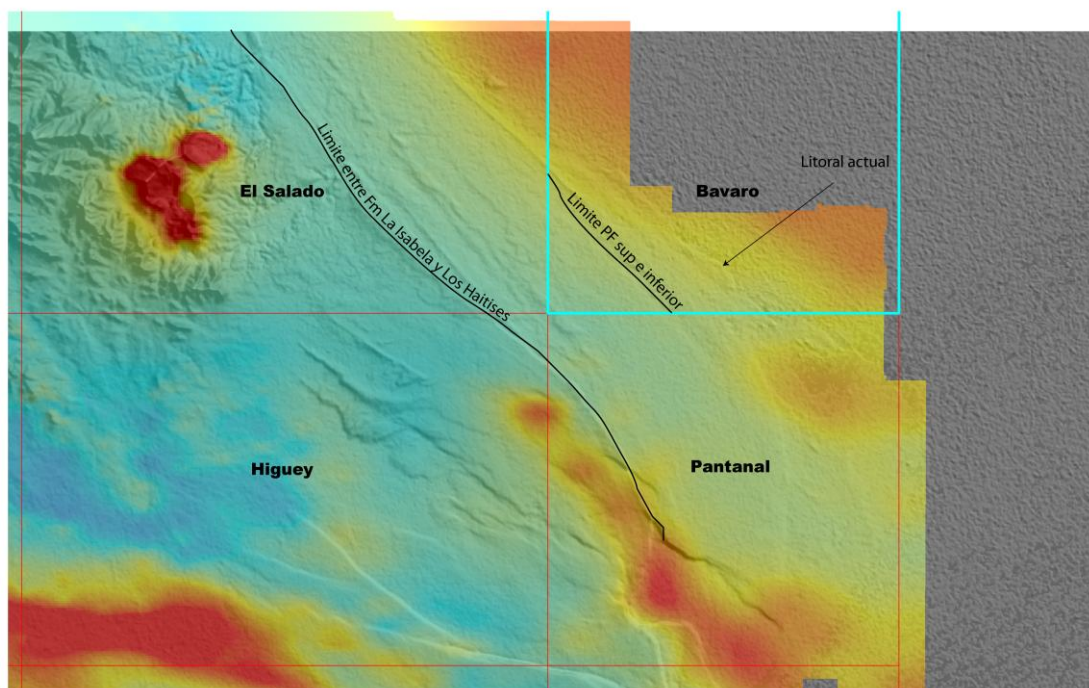 Limite entre Fm La Isabela y Los Haitises
El Salado
Litoral actual
Bavaro
Limite PF sup e inferior
Higuey
Pantanal